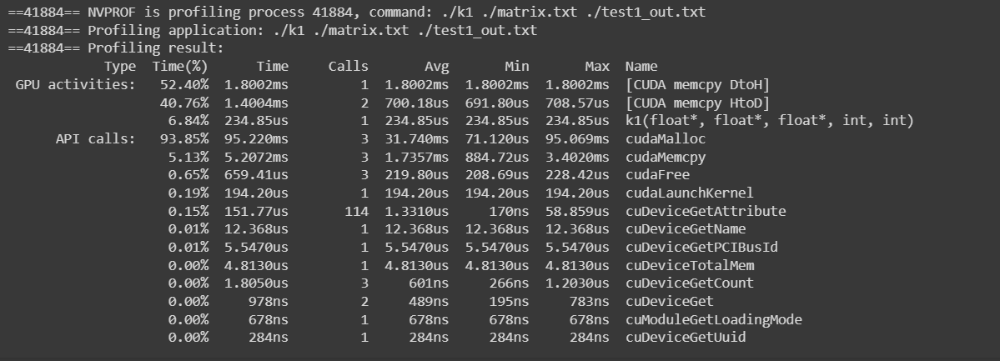 ==41884== NVPROF is profiling process 41884, command: ./k1 ./matrix.txt ./test1_out.txt
==41884== Profiling application: ./k1 ./matrix.txt ./test1_out.txt
==41884== Profiling result:
Type Time(%) Time Calls Avg Min Max Name
GPU activities: 52.40% 1.8002ms 1 1.8002ms 1.8002ms 1.8002ms [CUDA memcpy DtoH]
40.76% 1.4004ms 2 700.18us 691.80us 708.57us [CUDA memcpy HtoD]
6.84% 234.85us 1 234.85us 234.85us 234.85us k1(float*, float*, float*, int, int)
API calls: 93.85% 95.220ms 3 31.740ms 71.120us 95.069ms cudaMalloc
5.13% 5.2072ms 3 1.7357ms 884.72us 3.4020ms cudaMemcpy
0.65% 659.41us 3 219.80us 208.69us 228.42us cudaFree
0.19% 194.20us 1 194.20us 194.20us 194.20us cudaLaunchKernel
0.15% 151.77us 114 1.3310us 170ns 58.859us cuDeviceGetAttribute
0.01% 12.368us 1 12.368us 12.368us 12.368us cuDeviceGetName
0.01% 5.5470us 1 5.5470us 5.5470us 5.5470us cuDeviceGetPCIBusId
0.00% 4.8130us 1 4.8130us 4.8130us 4.8130us cuDeviceTotalMem
0.00% 1.8050us 3 601ns 266ns 1.2030us cuDeviceGetCount
0.00% 978ns 2 489ns 195ns 783ns cuDeviceGet
0.00% 678ns 1 678ns 678ns 678ns cuModuleGetLoadingMode
0.00% 284ns 1 284ns 284ns 284ns cuDeviceGetUuid